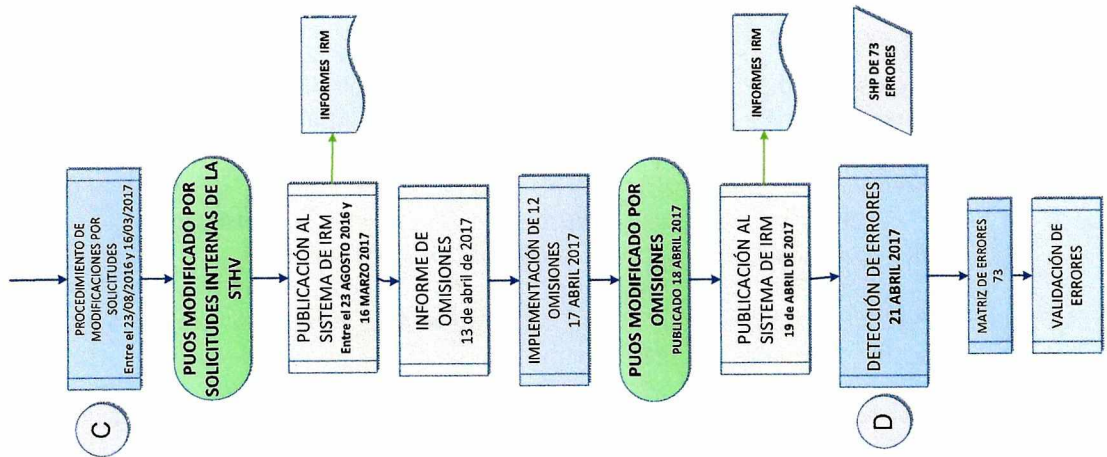 C
PROCEDIMIENTO DE
MODIFICACIONES POR
SOLICITUDES
Entre el 23/08/2016 y 16/03/2017
PUOS MODIFICADO POR
SOLICITUDES INTERNAS DE LA
STHV
PUBLICACIÓN AL
SISTEMA DE IRM
Entre el 23 AGOSTO 2016 y
16 MARZO 2017
INFORMES IRM
INFORME DE
OMISIONES
13 de abril de 2017
IMPLEMENTACIÓN DE 12
OMISIONES
17 ABRIL 2017
PUOS MODIFICADO POR
OMISIONES
PUBLICADO 18 ABRIL 2017
PUBLICACIÓN AL
SISTEMA DE IRM
19 de ABRIL DE 2017
INFORMES IRM
D
DETECCIÓN DE ERRORES
21 ABRIL 2017
SHP DE 73
ERRORES
MATRIZ DE ERRORES
73
VALIDACIÓN DE
ERRORES